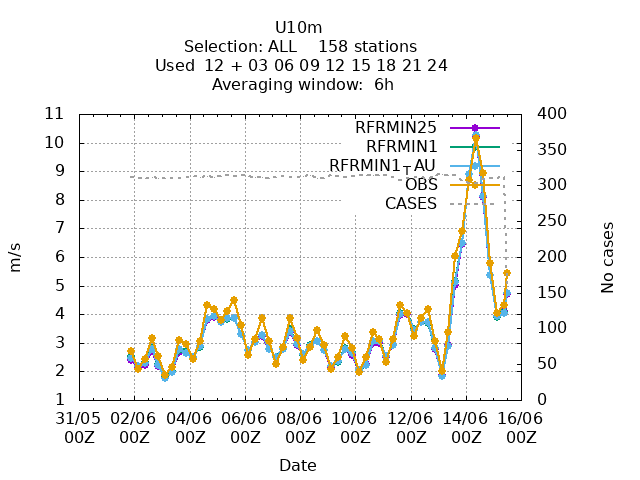 U10m
Selection: ALL    158 stations
Used  12 + 03 06 09 12 15 18 21 24
Averaging window:  6h
RFRMIN25
RFRMIN1
RFRMIN1┬AU
OBS
CASES
11
10
9
8
7
6
5
4
3
2
1
m/s
400
350
300
250
200
150
100
50
0
No cases
31/05 02/06 04/06 06/06 08/06 10/06 12/06 14/06 16/06
00Z 00Z 00Z 00Z 00Z 00Z 00Z 00Z 00Z
Date